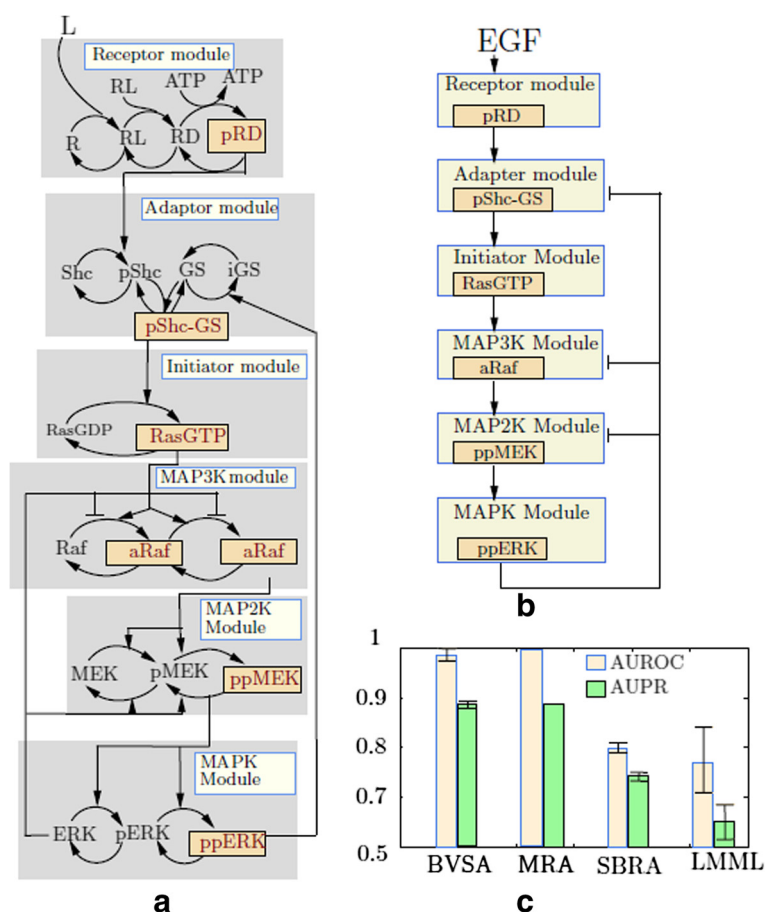 L
Receptor module
RL
ATP
ATP
R
RL
RD
pRD
Adaptor module
Shc
pShc
GS
iGS
pShc-GS
Initiator module
RasGDP
RasGTP
MAP3K module
Raf
aRaf
aRaf
MAP2K
Module
MEK
pMEK
ppMEK
MAPK
Module
ERK
pERK
ppERK
a
EGF
Receptor module
pRD
Adapter module
pShc-GS
Initiator Module
RasGTP
MAP3K Module
aRaf
MAP2K Module
ppMEK
MAPK Module
ppERK
b
1
0.9
0.8
0.7
0.5
AUROC
AUPR
BVSA
MRA
SBRA
LMML
c